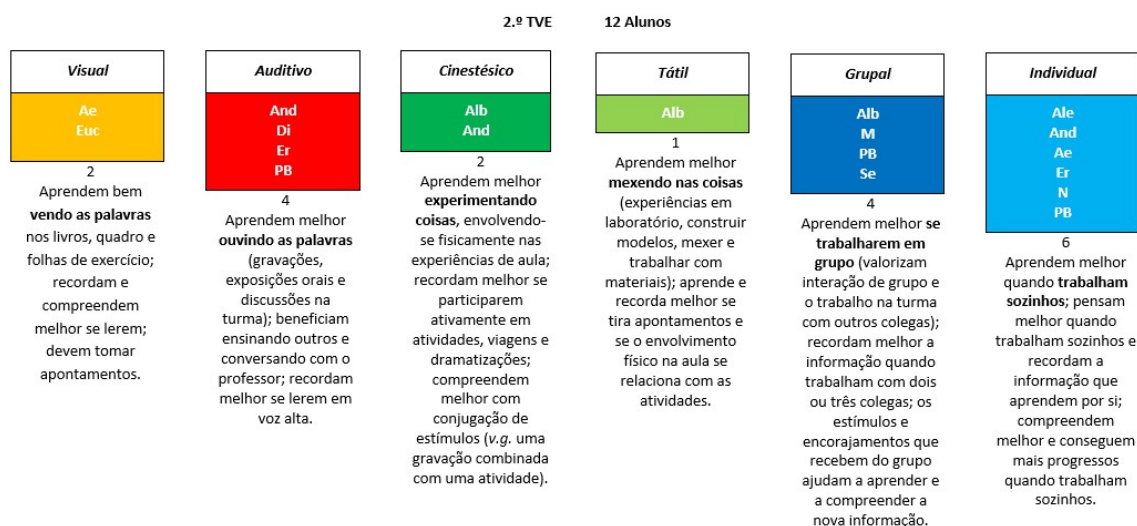 2.º TVE 12 Alunos
Visual
Ae
Euc
2
Aprendem bem
vendo as palavras
nos livros, quadro e
folhas de exercício;
recordam e
compreendem
melhor se lerem;
devem tomar
apontamentos.
Auditivo
And
Di
Er
PB
4
Aprendem melhor
ouvindo as palavras
(gravações,
exposições orais e
discussões na
turma); beneficiam
ensinando outros e
conversando com o
professor; recordam
melhor se lerem em
voz alta.
Cinestésico
Alb
And
2
Aprendem melhor
experimentando
coisas, envolvendo-
se fisicamente nas
experiências de aula;
recordam melhor se
participarem
ativamente em
atividades, viagens e
dramatizações;
compreendem
melhor com
conjugação de
estímulos (v.g. uma
gravação combinada
com uma atividade).
Tátil
Alb
1
Aprendem melhor
mexendo nas coisas
(experiências em
laboratório, construir
modelos, mexer e
trabalhar com
materiais); aprende e
recorda melhor se
tira apontamentos e
se o envolvimento
físico na aula se
relaciona com as
atividades.
Grupal
Alb
M
PB
Se
4
Aprendem melhor se
trabalharem em
grupo (valorizam
interação de grupo e
o trabalho na turma
com outros colegas);
recordam melhor a
informação quando
trabalham com dois
ou três colegas; os
estímulos e
encorajamentos que
recebem do grupo
ajudam a aprender e
a compreender a
nova informação.
Individual
Ale
And
Ae
Er
N
PB
6
Aprendem melhor
quando trabalham
sozinhos; pensam
melhor quando
trabalham sozinhos e
recordam a
informação que
aprendem por si;
compreendem
melhor e conseguem
mais progressos
quando trabalham
sozinhos.